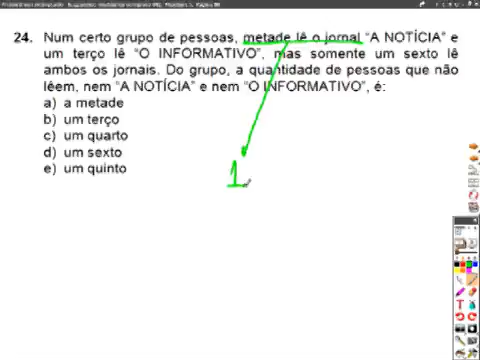 24. Num certo grupo de pessoas, metade lê o jornal “A NOTÍCIA” e
um terço lê “O INFORMATIVO”, mas somente um sexto lê
ambos os jornais. Do grupo, a quantidade de pessoas que não
lêem, nem “A NOTÍCIA” e nem “O INFORMATIVO”, é:
a) a metade
b) um terço
c) um quarto
d) um sexto
e) um quinto
1